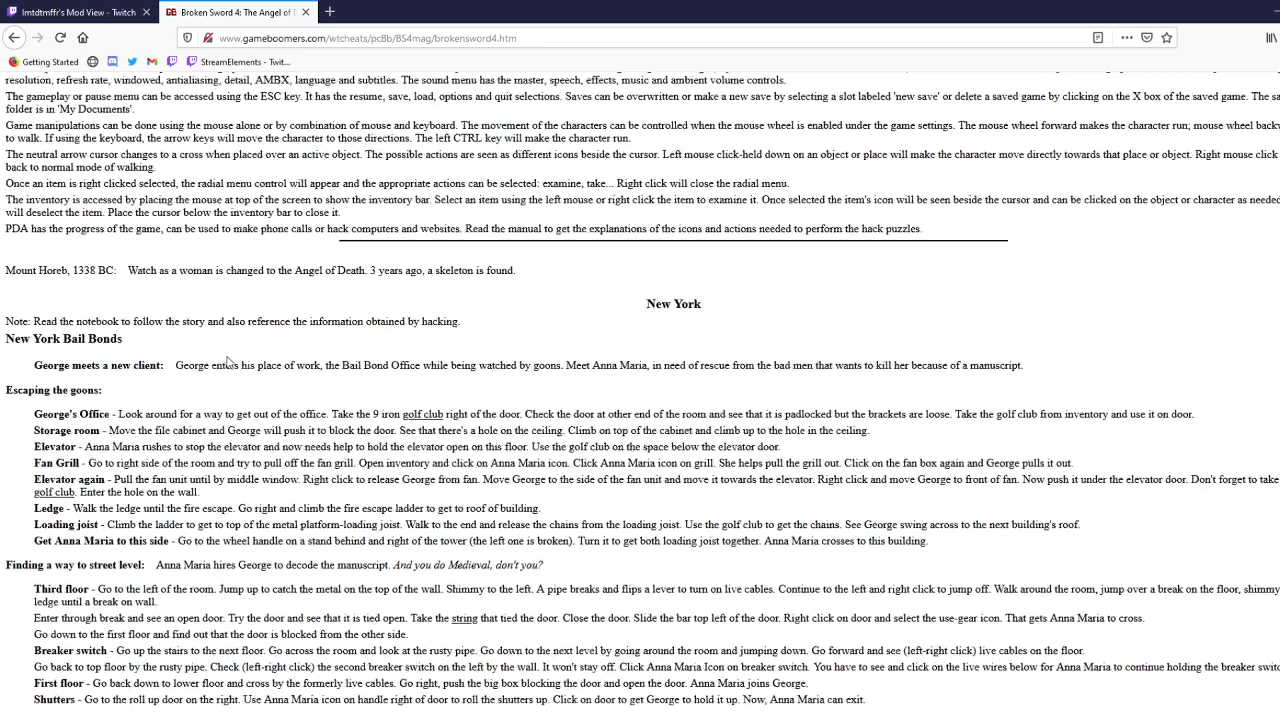 lmtdtmffr's Mod View - Twitch
Broken Sword 4: The Angel of D
www.gameboomers.com/wtcheats/pcBb/BS4mag/brokensword4.htm
Getting Started
StreamElements - Twit...
resolution, refresh rate, windowed, antialiasing, detail, AMBX, language and subtitles. The sound menu has the master, speech, effects, music and ambient volume controls.
The gameplay or pause menu can be accessed using the ESC key. It has the resume, save, load, options and quit selections. Saves can be overwritten or make a new save by selecting a slot labeled 'new save' or delete a saved game by clicking on the X box of the saved game. The sa
folder is in 'My Documents'.
Game manipulations can be done using the mouse alone or by combination of mouse and keyboard. The movement of the characters can be controlled when the mouse wheel is enabled under the game settings. The mouse wheel forward makes the character run; mouse wheel backw
to walk. If using the keyboard, the arrow keys will move the character to those directions. The left CTRL key will make the character run.
The neutral arrow cursor changes to a cross when placed over an active object. The possible actions are seen as different icons beside the cursor. Left mouse click-held down on an object or place will make the character move directly towards that place or object. Right mouse click
back to normal mode of walking.
Once an item is right clicked selected, the radial menu control will appear and the appropriate actions can be selected: examine, take... Right click will close the radial menu.
The inventory is accessed by placing the mouse at top of the screen to show the inventory bar. Select an item using the left mouse or right click the item to examine it. Once selected the item's icon will be seen beside the cursor and can be clicked on the object or character as needed
will deselect the item. Place the cursor below the inventory bar to close it.
PDA has the progress of the game, can be used to make phone calls or hack computers and websites. Read the manual to get the explanations of the icons and actions needed to perform the hack puzzles.
Mount Horeb, 1338 BC: Watch as a woman is changed to the Angel of Death. 3 years ago, a skeleton is found.
New York
Note: Read the notebook to follow the story and also reference the information obtained by hacking.
New York Bail Bonds
George meets a new client: George enters his place of work, the Bail Bond Office while being watched by goons. Meet Anna Maria, in need of rescue from the bad men that wants to kill her because of a manuscript.
Escaping the goons:
George's Office - Look around for a way to get out of the office. Take the 9 iron golf club right of the door. Check the door at other end of the room and see that it is padlocked but the brackets are loose. Take the golf club from inventory and use it on door.
Storage room - Move the file cabinet and George will push it to block the door. See that there's a hole on the ceiling. Climb on top of the cabinet and climb up to the hole in the ceiling.
Elevator - Anna Maria rushes to stop the elevator and now needs help to hold the elevator open on this floor. Use the golf club on the space below the elevator door.
Fan Grill - Go to right side of the room and try to pull off the fan grill. Open inventory and click on Anna Maria icon. Click Anna Maria icon on grill. She helps pull the grill out. Click on the fan box again and George pulls it out.
Elevator again - Pull the fan unit until by middle window. Right click to release George from fan. Move George to the side of the fan unit and move it towards the elevator. Right click and move George to front of fan. Now push it under the elevator door. Don't forget to take
golf club. Enter the hole on the wall.
Ledge - Walk the ledge until the fire escape. Go right and climb the fire escape ladder to get to roof of building.
Loading joist - Climb the ladder to get to top of the metal platform-loading joist. Walk to the end and release the chains from the loading joist. Use the golf club to get the chains. See George swing across to the next building's roof.
Get Anna Maria to this side - Go to the wheel handle on a stand behind and right of the tower (the left one is broken). Turn it to get both loading joist together. Anna Maria crosses to this building.
Finding a way to street level: Anna Maria hires George to decode the manuscript. And you do Medieval, don't you?
Third floor - Go to the left of the room. Jump up to catch the metal on the top of the wall. Shimmy to the left. A pipe breaks and flips a lever to turn on live cables. Continue to the left and right click to jump off. Walk around the room, jump over a break on the floor, shimmy
ledge until a break on wall.
Enter through break and see an open door. Try the door and see that it is tied open. Take the string that tied the door. Close the door. Slide the bar top left of the door. Right click on door and select the use-gear icon. That gets Anna Maria to cross.
Go down to the first floor and find out that the door is blocked from the other side.
Breaker switch - Go up the stairs to the next floor. Go across the room and look at the rusty pipe. Go down to the next level by going around the room and jumping down. Go forward and see (left-right click) live cables on the floor.
Go back to top floor by the rusty pipe. Check (left-right click) the second breaker switch on the left by the wall. It won't stay off. Click Anna Maria Icon on breaker switch. You have to see and click on the live wires below for Anna Maria to continue holding the breaker switc
First floor - Go back down to lower floor and cross by the formerly live cables. Go right, push the big box blocking the door and open the door. Anna Maria joins George.
Shutters - Go to the roll up door on the right. Use Anna Maria icon on handle right of door to roll the shutters up. Click on door to get George to hold it up. Now, Anna Maria can exit.